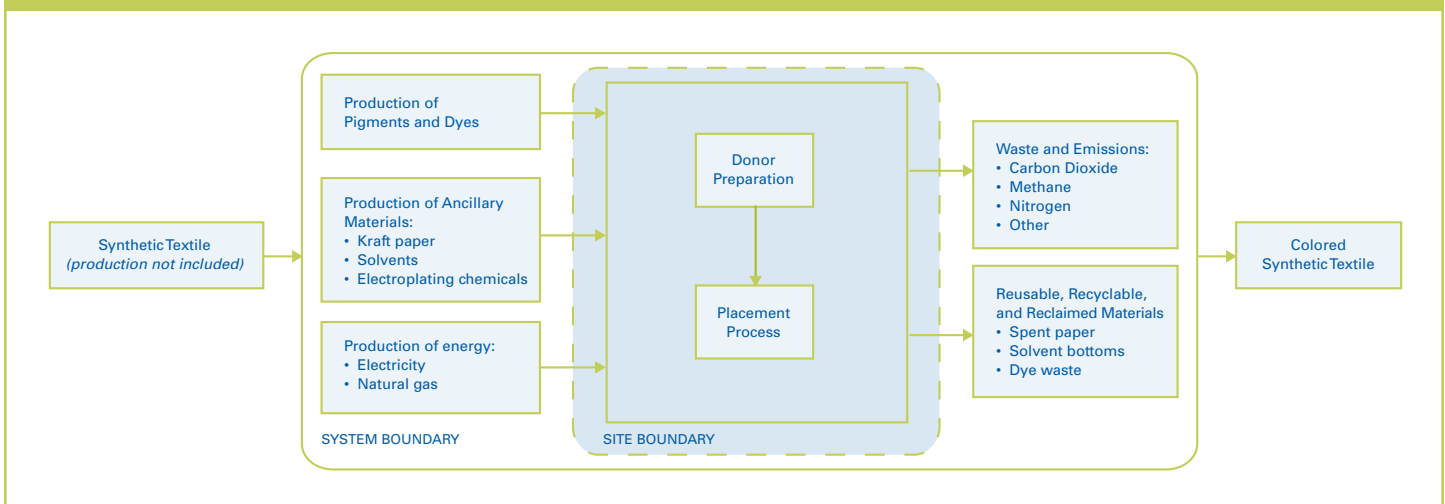 Synthetic Textile
(production not included)
Production of
Pigments and Dyes
Production of Ancillary
Materials:
• Kraft paper
• Solvents
• Electroplating chemicals
Production of energy:
• Electricity
• Natural gas
SYSTEM BOUNDARY
Donor
Preparation
Placement
Process
SITE BOUNDARY
Waste and Emissions:
• Carbon Dioxide
• Methane
• Nitrogen
• Other
Reusable, Recyclable,
and Reclaimed Materials
• Spent paper
• Solvent bottoms
• Dye waste
Colored
Synthetic Textile